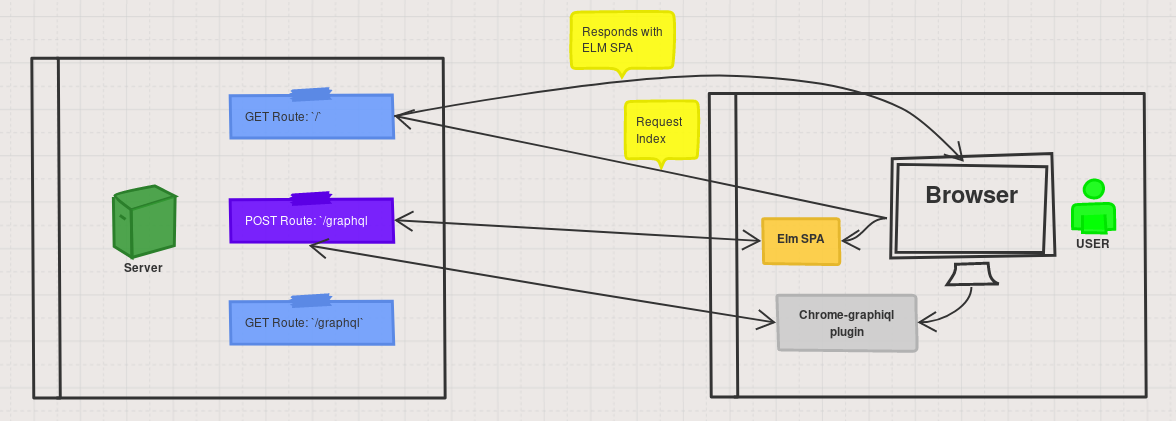 Responds with
ELM SPA
Request
Index
GET Route: `/`
POST Route: `/graphql
GET Route: `/graphql`
Server
Browser
Elm SPA
USER
Chrome-graphiql
plugin